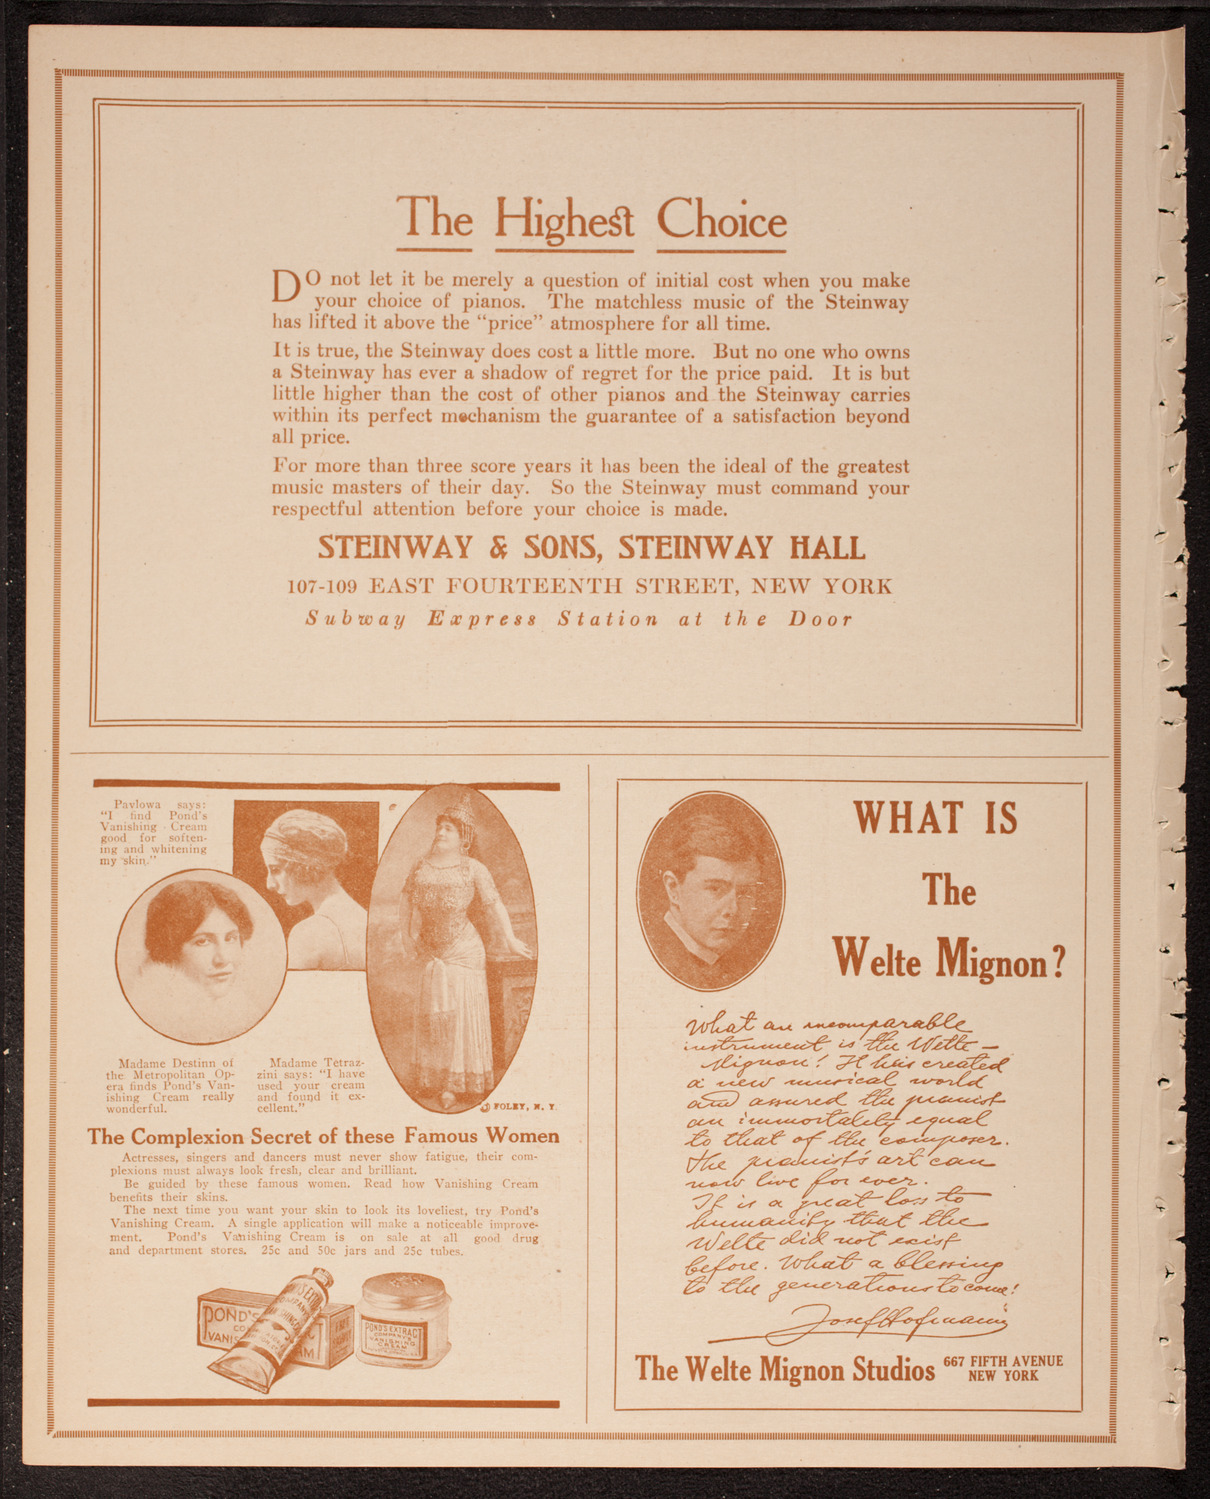 The Highest Choice
DO not let it be merely a question of initial cost when you make
your choice of pianos. The matchless music of the Steinway
has lifted it above the "price" atmosphere for all time.
It is true, the Steinway does cost a little more. But no one who owns
a Steinway has ever a shadow of regret for the price paid. It is but
little higher than the cost of other pianos and the Steinway carries
within its perfect mechanism the guarantee of a satisfaction beyond
all price.
For more than three score years it has been the ideal of the greatest
music masters of their day. So the Steinway must command your
respectful attention before your choice is made.
STEINWAY & SONS, STEINWAY HALL
107-109 EAST FOURTEENTH STREET, NEW YORK
Subway Express Station at the Door
Pavlowa says:
"I find Pond's
Vanishing Cream
good for soften-
ing and whitening
my skin."
Madame Destinn of
the Metropolitan Op-
era finds Pond's Van-
ishing Cream really
wonderful.
Madame Tetraz-
zini says: "I have
used your cream
and found it ex-
cellent."
© FOLEY, N. Y.
The Complexion Secret of these Famous Women
Actresses, singers and dancers must never show fatigue, their com-
plexions must always look fresh, clear and brilliant.
Be guided by these famous women. Read how Vanishing Cream
benefits their skins.
The next time you want your skin to look its loveliest, try Pond's
Vanishing Cream. A single application will make a noticeable improve-
ment. Pond's Vanishing Cream is on sale at all good drug
and department stores. 25c and 50c jars and 25c tubes.
POND'S
CO
VANIS
AM
POND'S EXTRACT
COMPANY'S
VANISHING
CREAM
WHAT IS
The
Welte Mignon?
What an incomparable
instrument is the Welte-
Mignon! It has created
a new musical world
and assured the pianist
an immortality equal
to that of the composer.
The pianist's art can
now live for ever.
It is a great loss to
humanity that the
Welte did not exist
before. What a blessing
to the generations to come!
Josef Hofmann
The Welte Mignon Studios 667 FIFTH AVENUE
NEW YORK